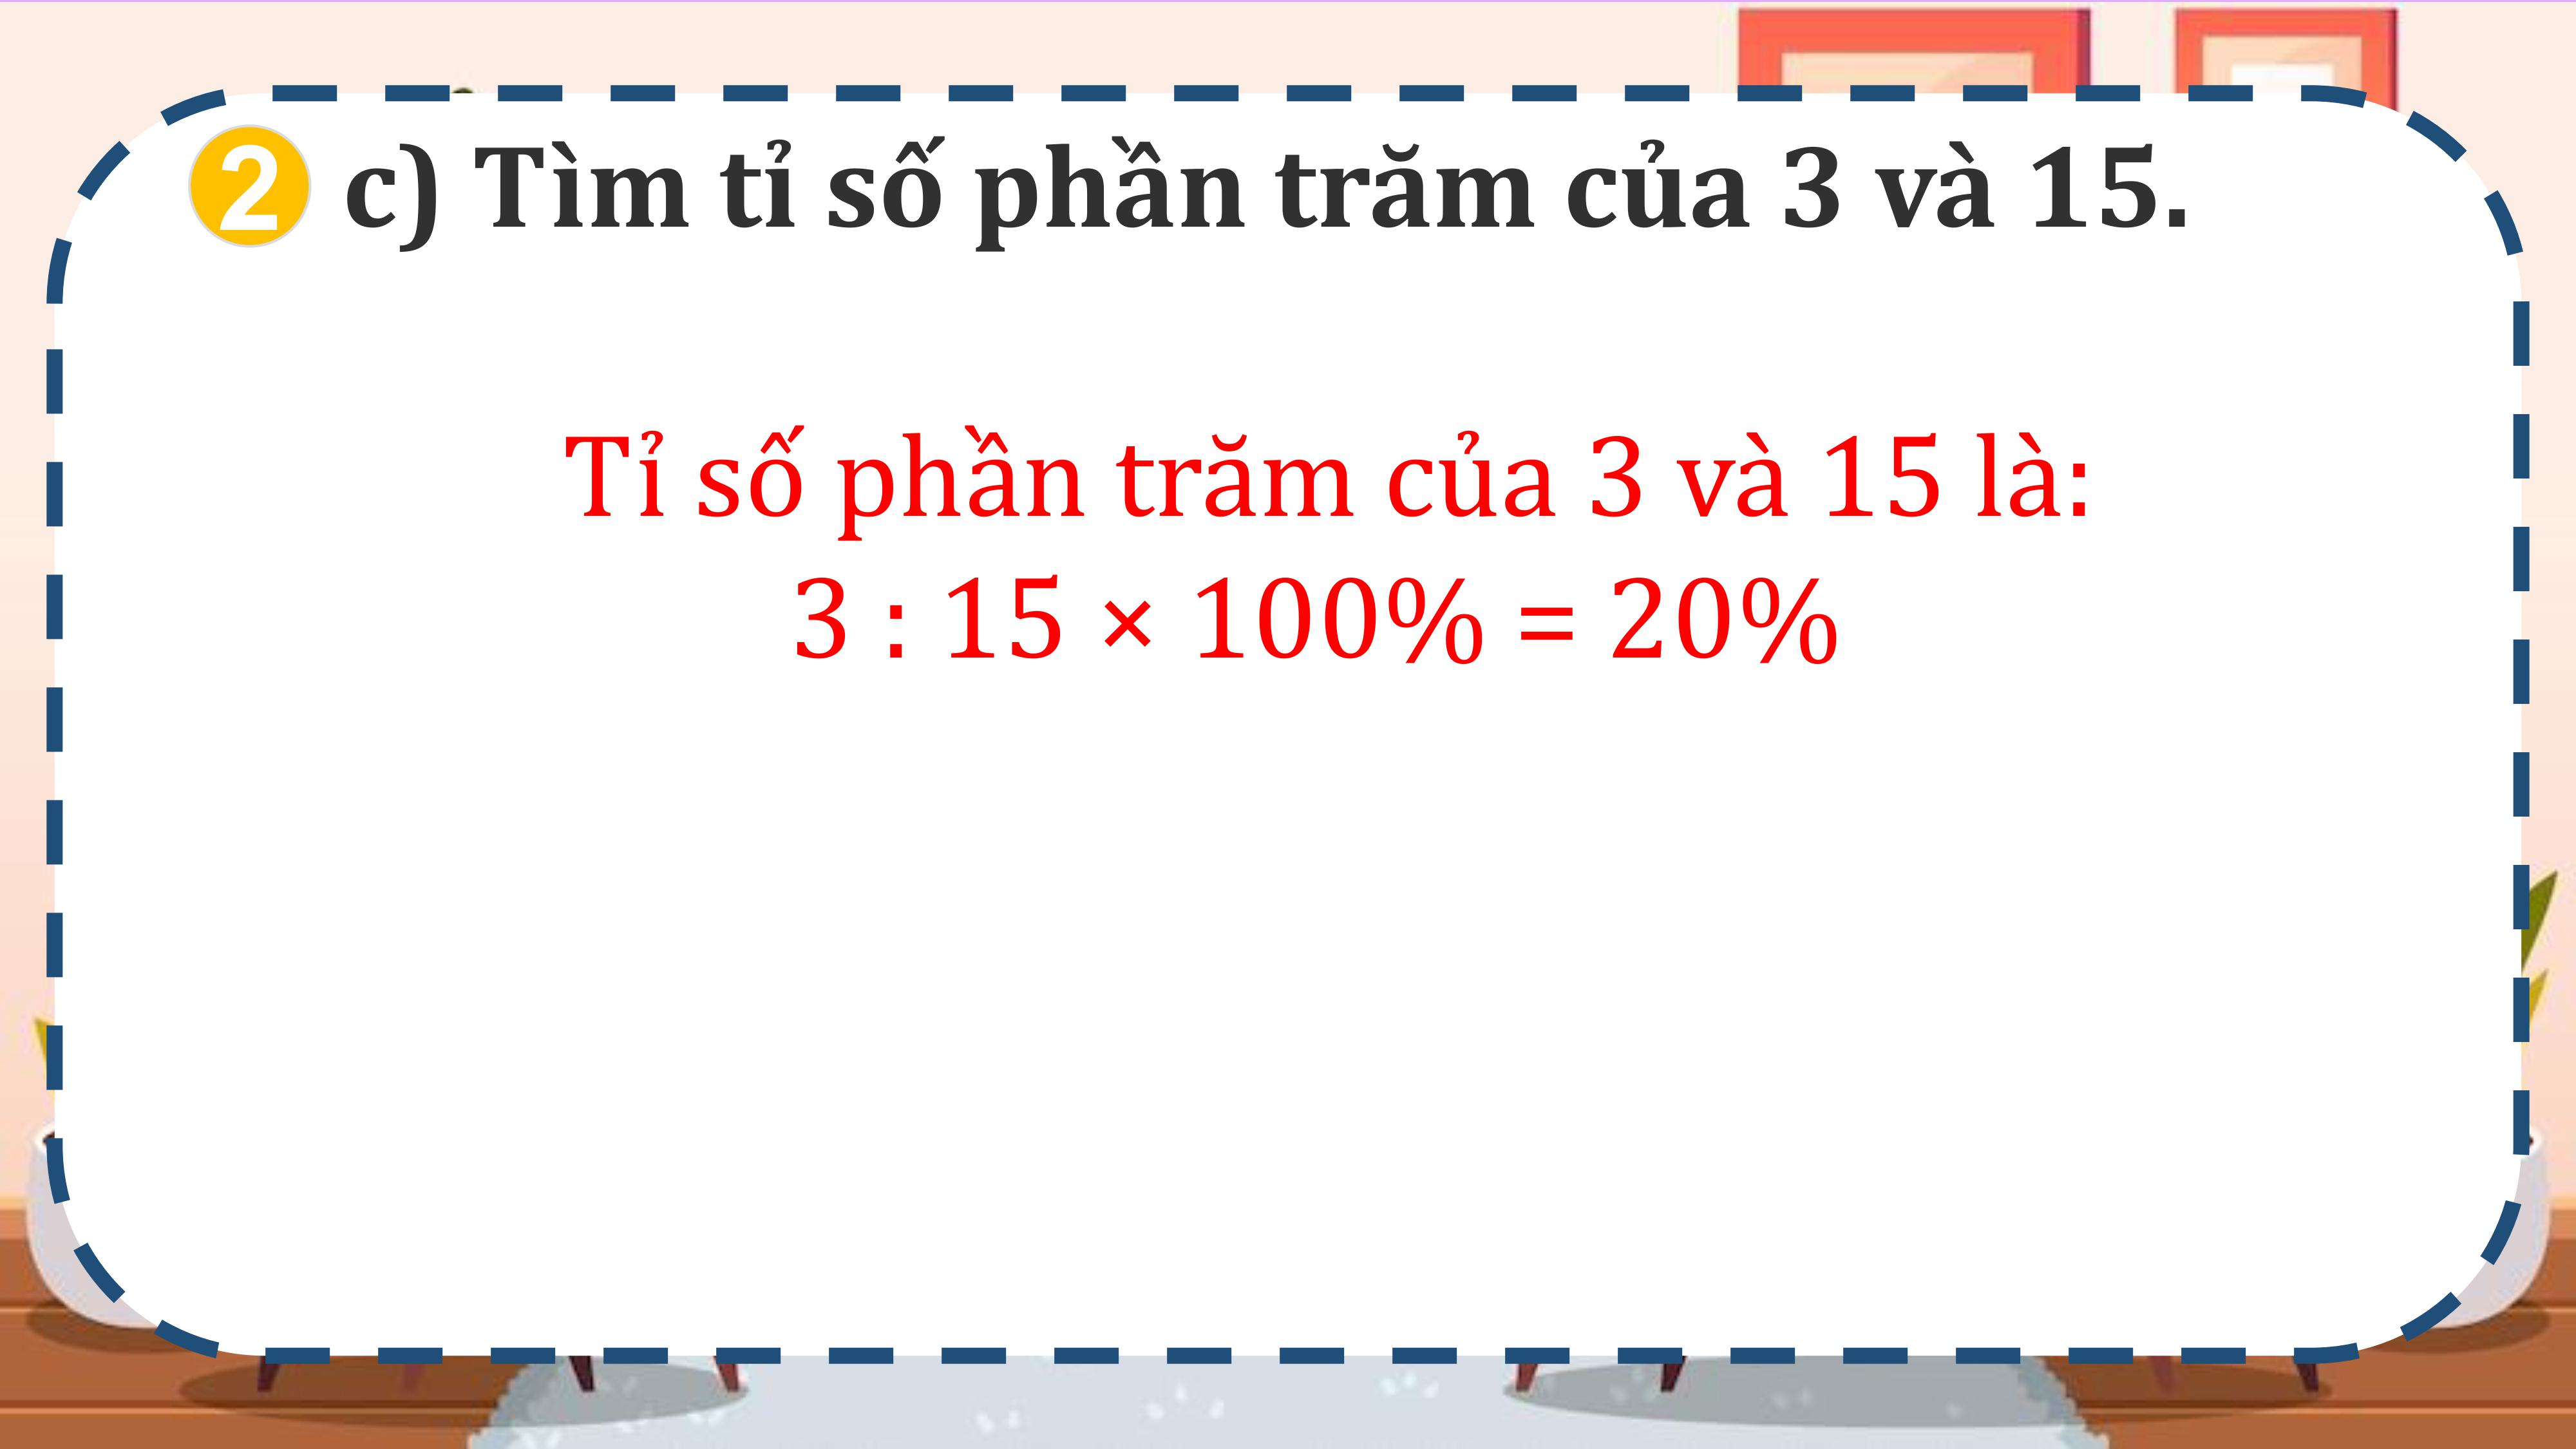 2 c) Tìm tỉ số phần trăm của 3 và 15.
Tỉ số phần trăm của 3 và 15 là:
3 : 15 × 100% = 20%